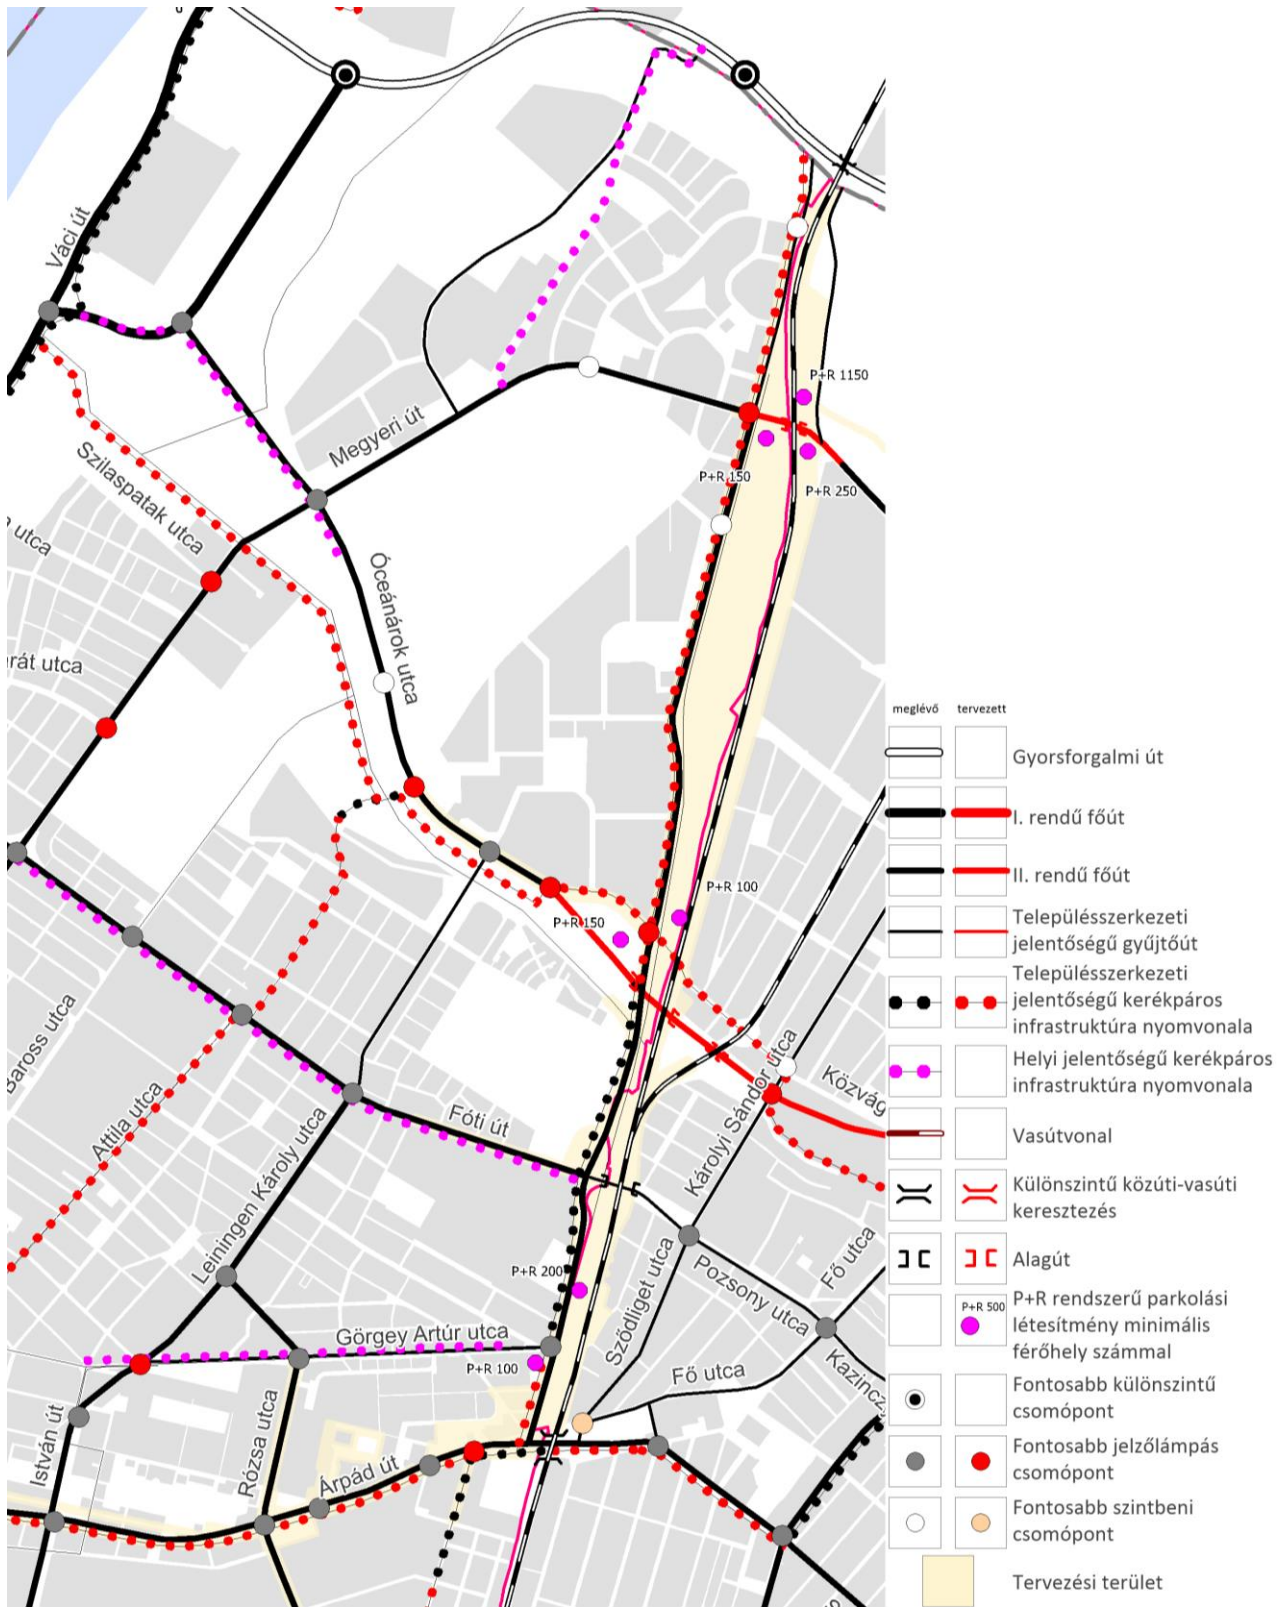 Váci út
P+R 1150
Megyeri út
P+R 150
P+R 250
Szilaspatak utca
utca
Óceánárok utca
rát utca
P+R 100
P+R 150
Baross utca
Attila utca
Fóti út
Leiningen Károly utca
Károlyi Sándor utca
Közvág
Sződliget utca
Pozsony utca
Fő utca
P+R 200
Görgey Artúr utca
P+R 100
Fő utca
Kazincz
István út
Rózsa utca
Árpád út
meglévő tervezett
Gyorsforgalmi út
I. rendű főút
II. rendű főút
Településszerkezeti
jelentőségű gyűjtőút
Településszerkezeti
jelentőségű kerékpáros
infrastruktúra nyomvonala
Helyi jelentőségű kerékpáros
infrastruktúra nyomvonala
Vasútvonal
Különszintű közúti-vasúti
keresztezés
Alagút
P+R 500
P+R rendszerű parkolási
létesítmény minimális
férőhely számmal
Fontosabb különszintű
csomópont
Fontosabb jelzőlámpás
csomópont
Fontosabb szintbeni
csomópont
Tervezési terület